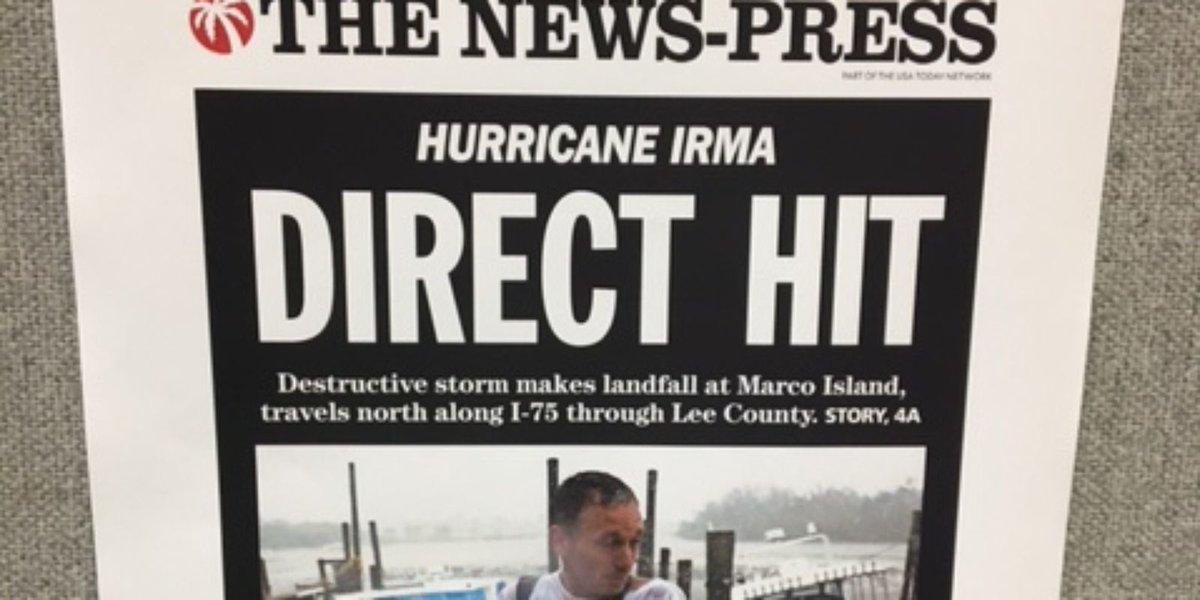 THE NEWS-PRESS
PART OF THE USA TODAY NETWORK
HURRICANE IRMA
DIRECT HIT
Destructive storm makes landfall at Marco Island,
travels north along I-75 through Lee County. STORY, 4A